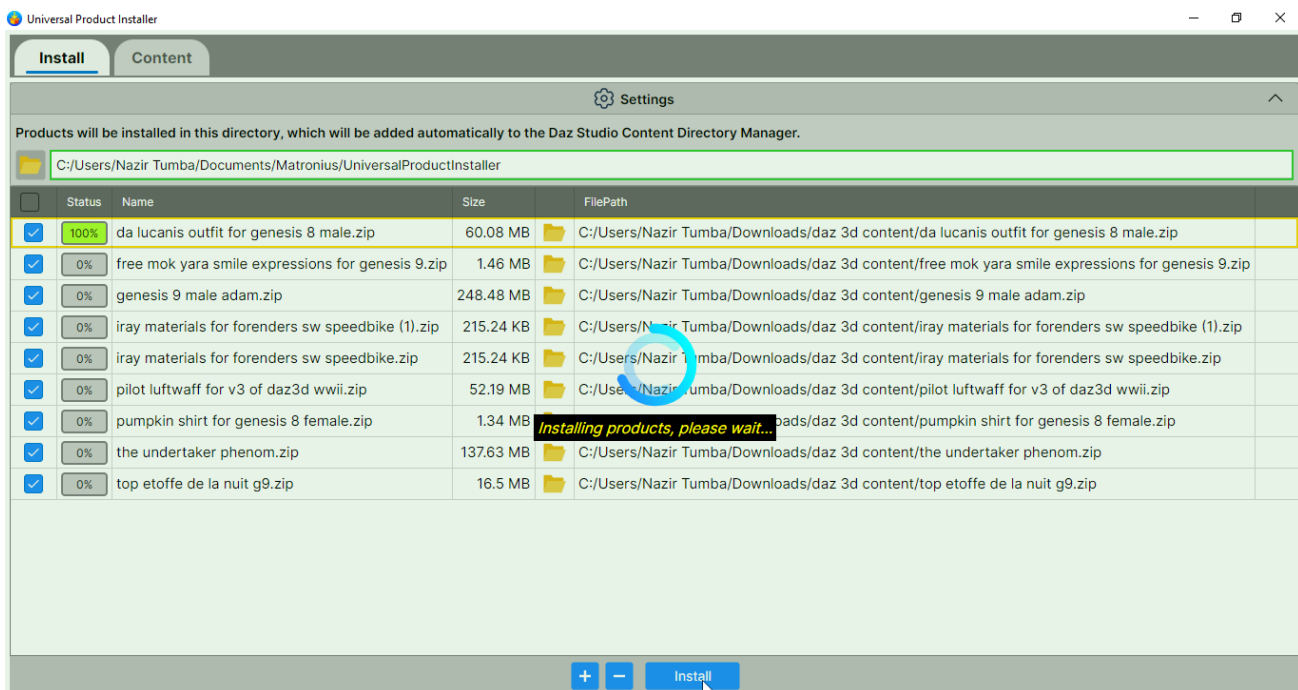 Universal Product Installer
Install Content
Settings
Products will be installed in this directory, which will be added automatically to the Daz Studio Content Directory Manager.
C:/Users/Nazir Tumba/Documents/Matronius/UniversalProductInstaller
Status Name Size FilePath
100% da lucanis outfit for genesis 8 male.zip 60.08 MB C:/Users/Nazir Tumba/Downloads/daz 3d content/da lucanis outfit for genesis 8 male.zip
0% free mok yara smile expressions for genesis 9.zip 1.46 MB C:/Users/Nazir Tumba/Downloads/daz 3d content/free mok yara smile expressions for genesis 9.zip
0% genesis 9 male adam.zip 248.48 MB C:/Users/Nazir Tumba/Downloads/daz 3d content/genesis 9 male adam.zip
0% iray materials for forenders sw speedbike (1).zip 215.24 KB C:/Users/Nazir Tumba/Downloads/daz 3d content/iray materials for forenders sw speedbike (1).zip
0% iray materials for forenders sw speedbike.zip 215.24 KB C:/Users/Nazir Tumba/Downloads/daz 3d content/iray materials for forenders sw speedbike.zip
0% pilot luftwaff for v3 of daz3d wwii.zip 52.19 MB C:/Users/Nazir Tumba/Downloads/daz 3d content/pilot luftwaff for v3 of daz3d wwii.zip
0% pumpkin shirt for genesis 8 female.zip 1.34 MB oads/daz 3d content/pumpkin shirt for genesis 8 female.zip
Installing products, please wait...
0% the undertaker phenom.zip 137.63 MB C:/Users/Nazir Tumba/Downloads/daz 3d content/the undertaker phenom.zip
0% top etoffe de la nuit g9.zip 16.5 MB C:/Users/Nazir Tumba/Downloads/daz 3d content/top etoffe de la nuit g9.zip
+ − Install